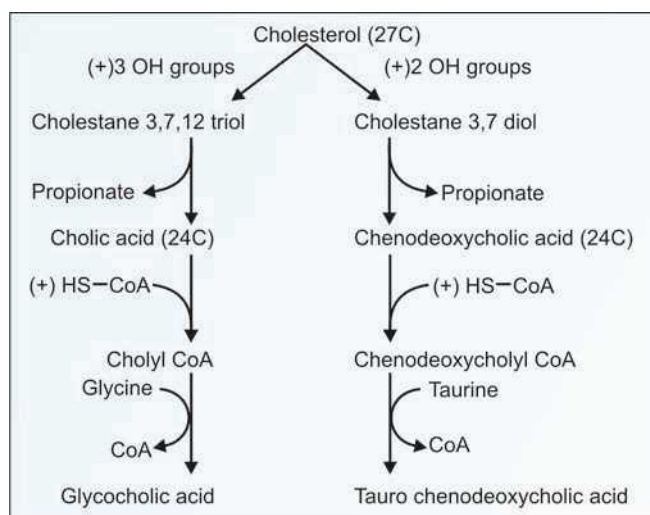 Cholesterol (27C)
(+)3 OH groups (+)2 OH groups
Cholestane 3,7,12 triol Cholestane 3,7 diol
Propionate Propionate
Cholic acid (24C) Chenodeoxycholic acid (24C)
(+) HS–CoA (+) HS–CoA
Cholyl CoA Chenodeoxycholyl CoA
Glycine Taurine
CoA CoA
Glycocholic acid Tauro chenodeoxycholic acid